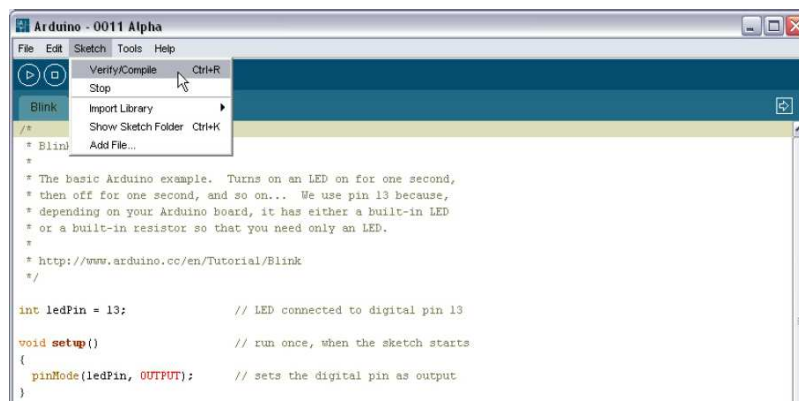 Arduino - 0011 Alpha
File Edit Sketch Tools Help
Verify/Compile Ctrl+R
Stop
Import Library
Show Sketch Folder Ctrl+K
Add File...
Blink
/*
* Blink
*
* The basic Arduino example. Turns on an LED on for one second,
* then off for one second, and so on... We use pin 13 because,
* depending on your Arduino board, it has either a built-in LED
* or a built-in resistor so that you need only an LED.
*
* http://www.arduino.cc/en/Tutorial/Blink
*/
int ledPin = 13; // LED connected to digital pin 13
void setup() // run once, when the sketch starts
{
pinMode(ledPin, OUTPUT); // sets the digital pin as output
}